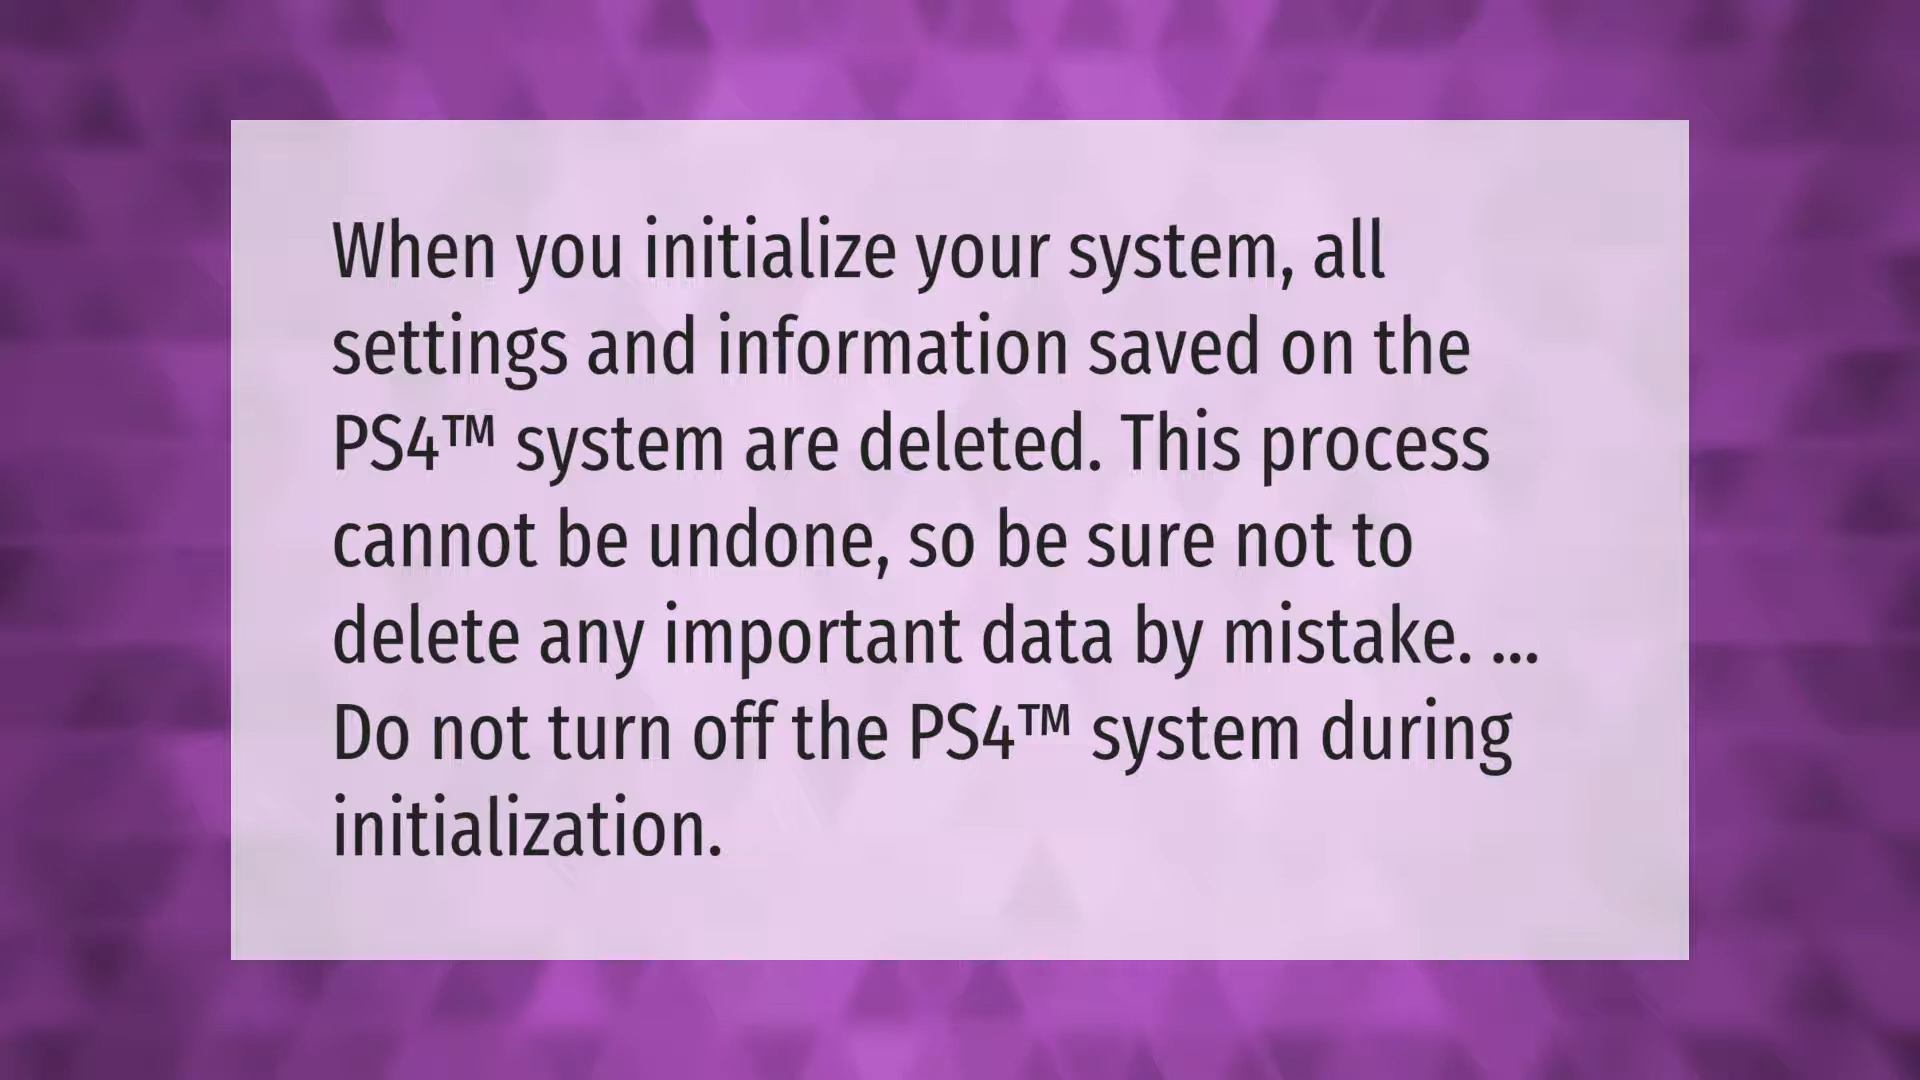 When you initialize your system, all
settings and information saved on the
PS4™ system are deleted. This process
cannot be undone, so be sure not to
delete any important data by mistake. ...
Do not turn off the PS4™ system during
initialization.